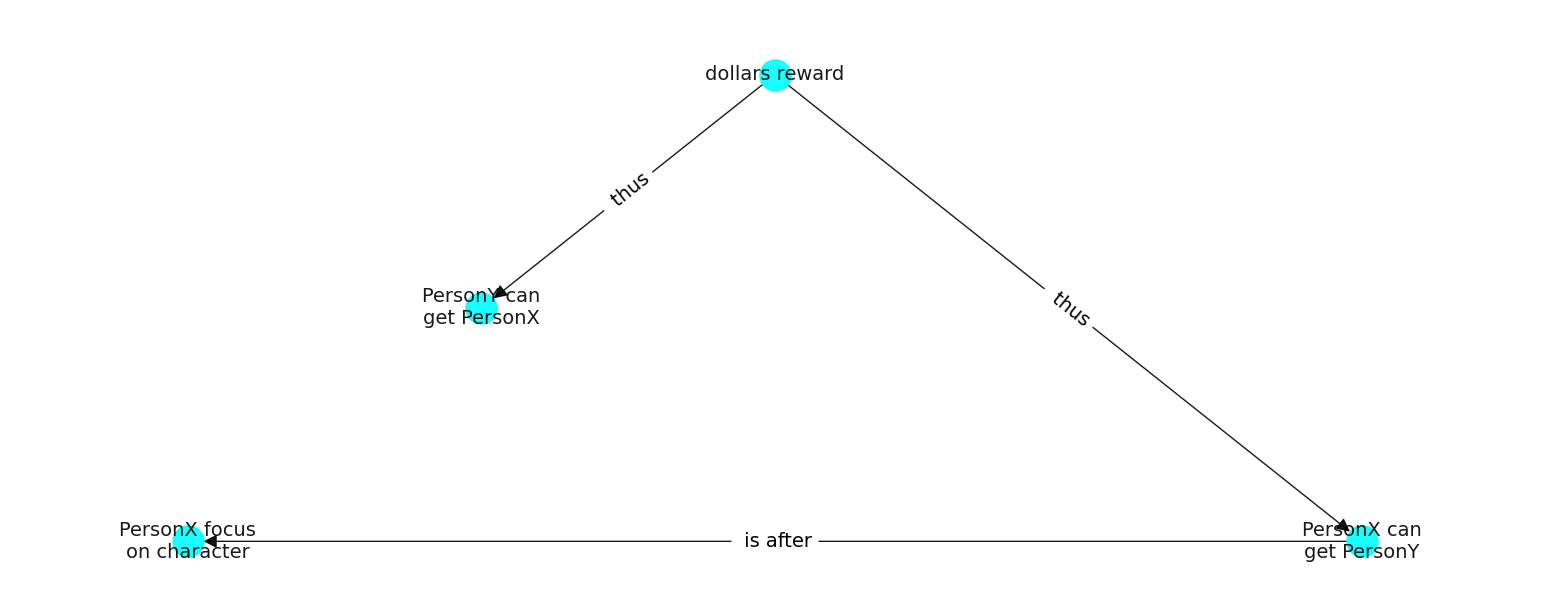 dollars reward
thus
PersonY can
get PersonX
thus
PersonX focus
on character
is after
PersonX can
get PersonY